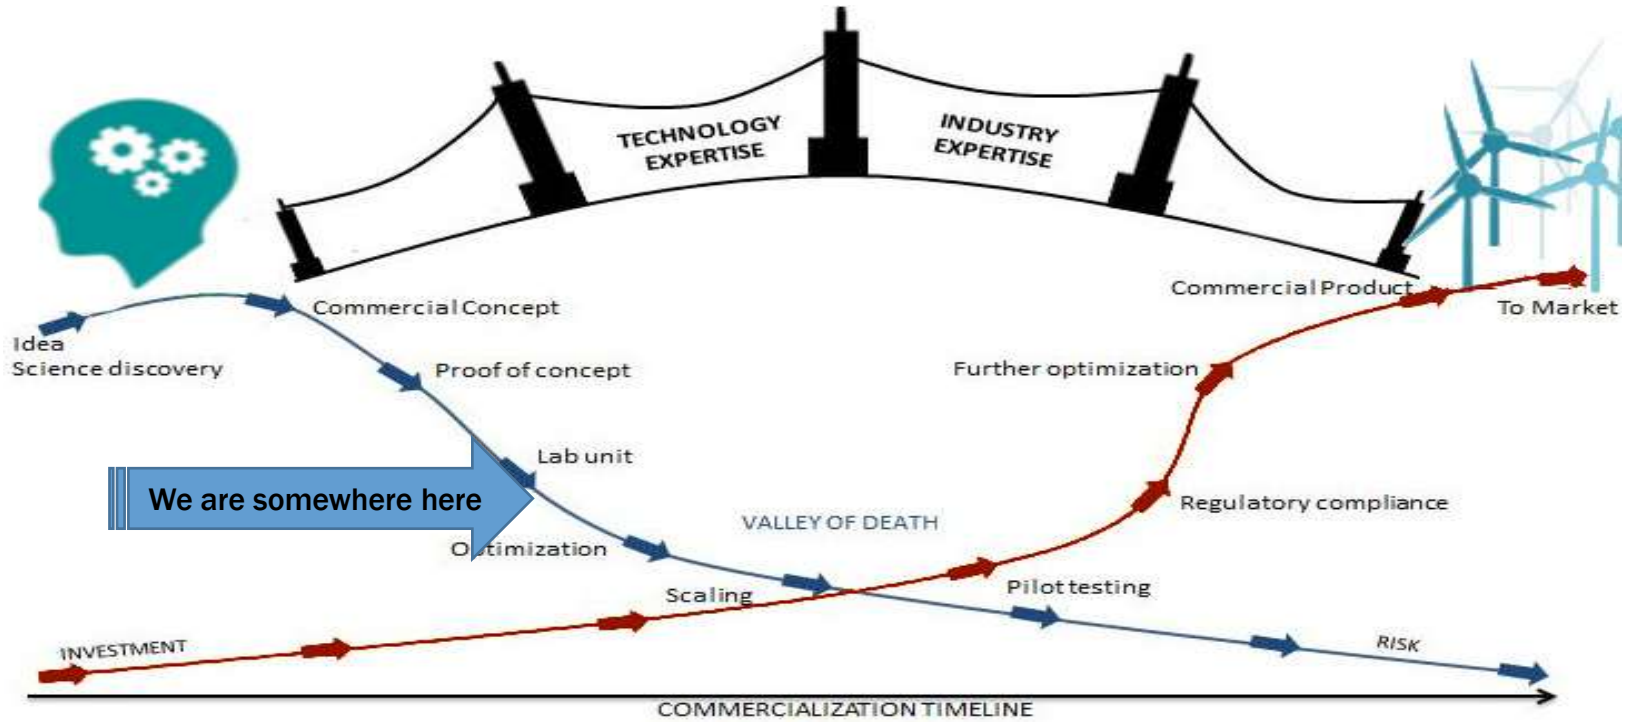 TECHNOLOGY
EXPERTISE
INDUSTRY
EXPERTISE
Idea
Science discovery
Commercial Concept
Proof of concept
Lab unit
We are somewhere here
Optimization
VALLEY OF DEATH
Scaling
Pilot testing
Regulatory compliance
Further optimization
Commercial Product
To Market
INVESTMENT
RISK
COMMERCIALIZATION TIMELINE